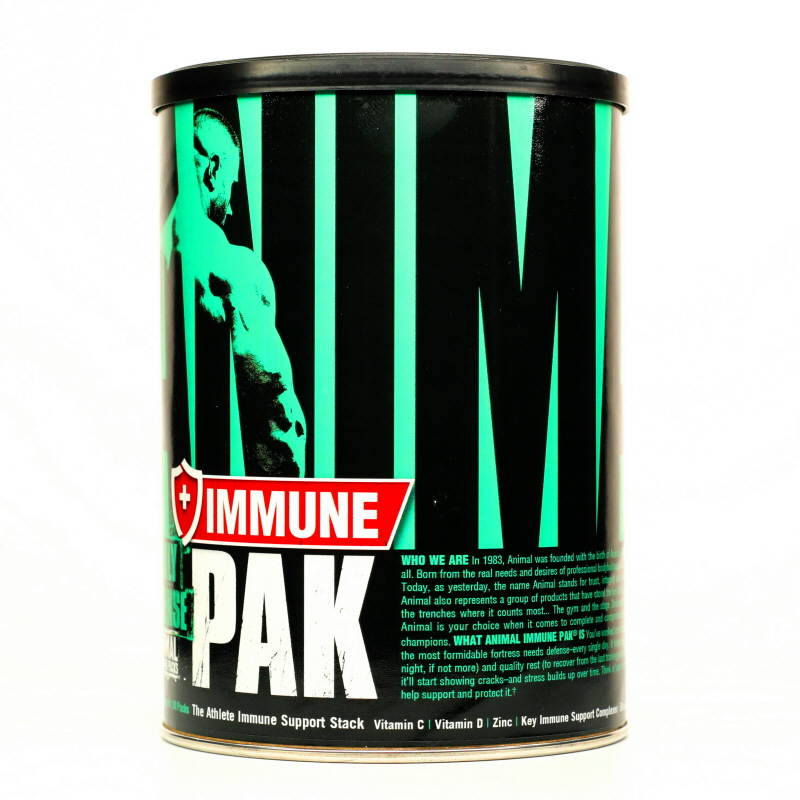 NIM
IMMUNE
PAK
WHO WE ARE In 1983, Animal was founded with the birth of
all. Born from the real needs and desires of professional
Today, as yesterday, the name Animal stands for trust,
Animal also represents a group of products that have stood the
the trenches where it counts most... The gym and the stage.
Animal is your choice when it comes to complete and
champions. WHAT ANIMAL IMMUNE PAK® IS You've
the most formidable fortress needs defense–every single day,
night, if not more) and quality rest (to recover from the last
it'll start showing cracks–and stress builds up over time. Think
help support and protect it.†
Packs The Athlete Immune Support Stack Vitamin C | Vitamin D | Zinc | Key Immune Support Complexes